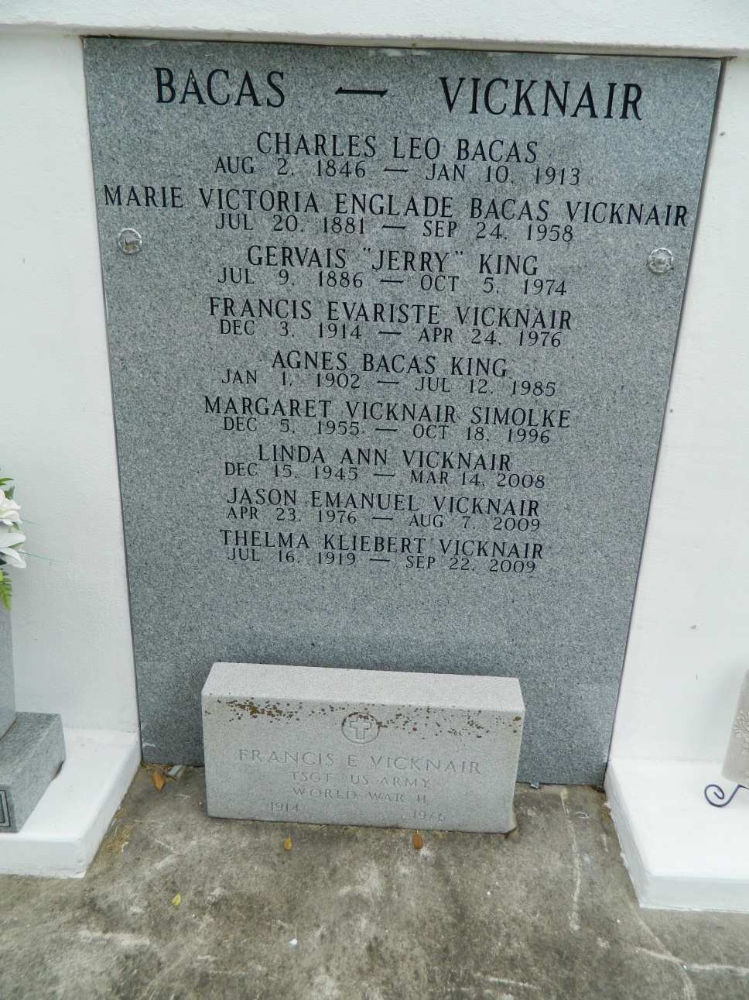 BACAS — VICKNAIR
CHARLES LEO BACAS
AUG 2. 1846 — JAN 10. 1913
MARIE VICTORIA ENGLADE BACAS VICKNAIR
JUL 20. 1881 — SEP 24. 1958
GERVAIS "JERRY" KING
JUL 9. 1886 — OCT 5. 1974
FRANCIS EVARISTE VICKNAIR
DEC 3. 1914 — APR 24. 1976
AGNES BACAS KING
JAN 1. 1902 — JUL 12. 1985
MARGARET VICKNAIR SIMOLKE
DEC 5. 1955 — OCT 18. 1996
LINDA ANN VICKNAIR
DEC 15. 1945 — MAR 14. 2008
JASON EMANUEL VICKNAIR
APR 23. 1976 — AUG 7. 2009
THELMA KLIEBERT VICKNAIR
JUL 16. 1919 — SEP 22. 2009
FRANCIS E VICKNAIR
TSGT US ARMY
WORLD WAR II
1914 1976